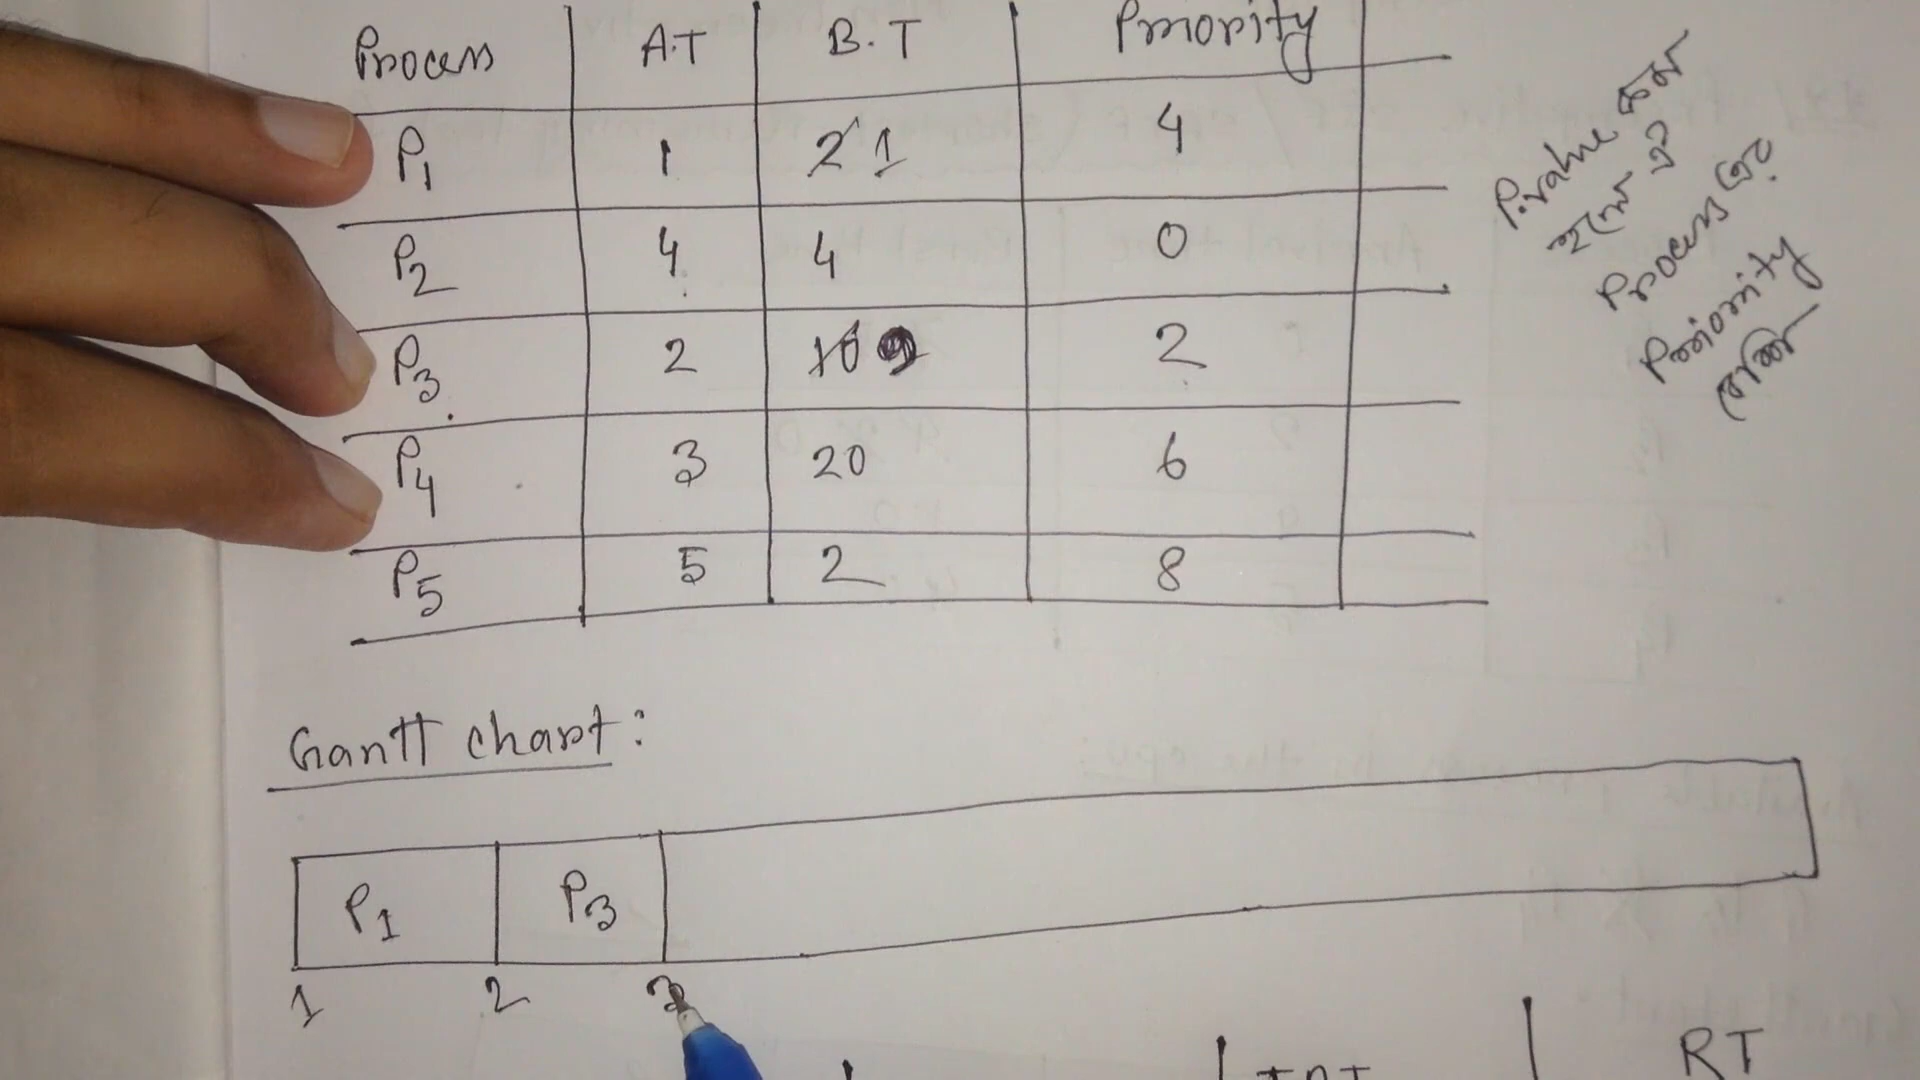 Process A.T B.T Priority
P1 1 2 1 4
P2 4 4 0
P3 2 10 9 2
P4 3 20 6
P5 5 2 8
P.value কম
হলে ঐ
Process এর
Priority
বেশি
Gantt chart:
P1 P3
1 2 3
RT